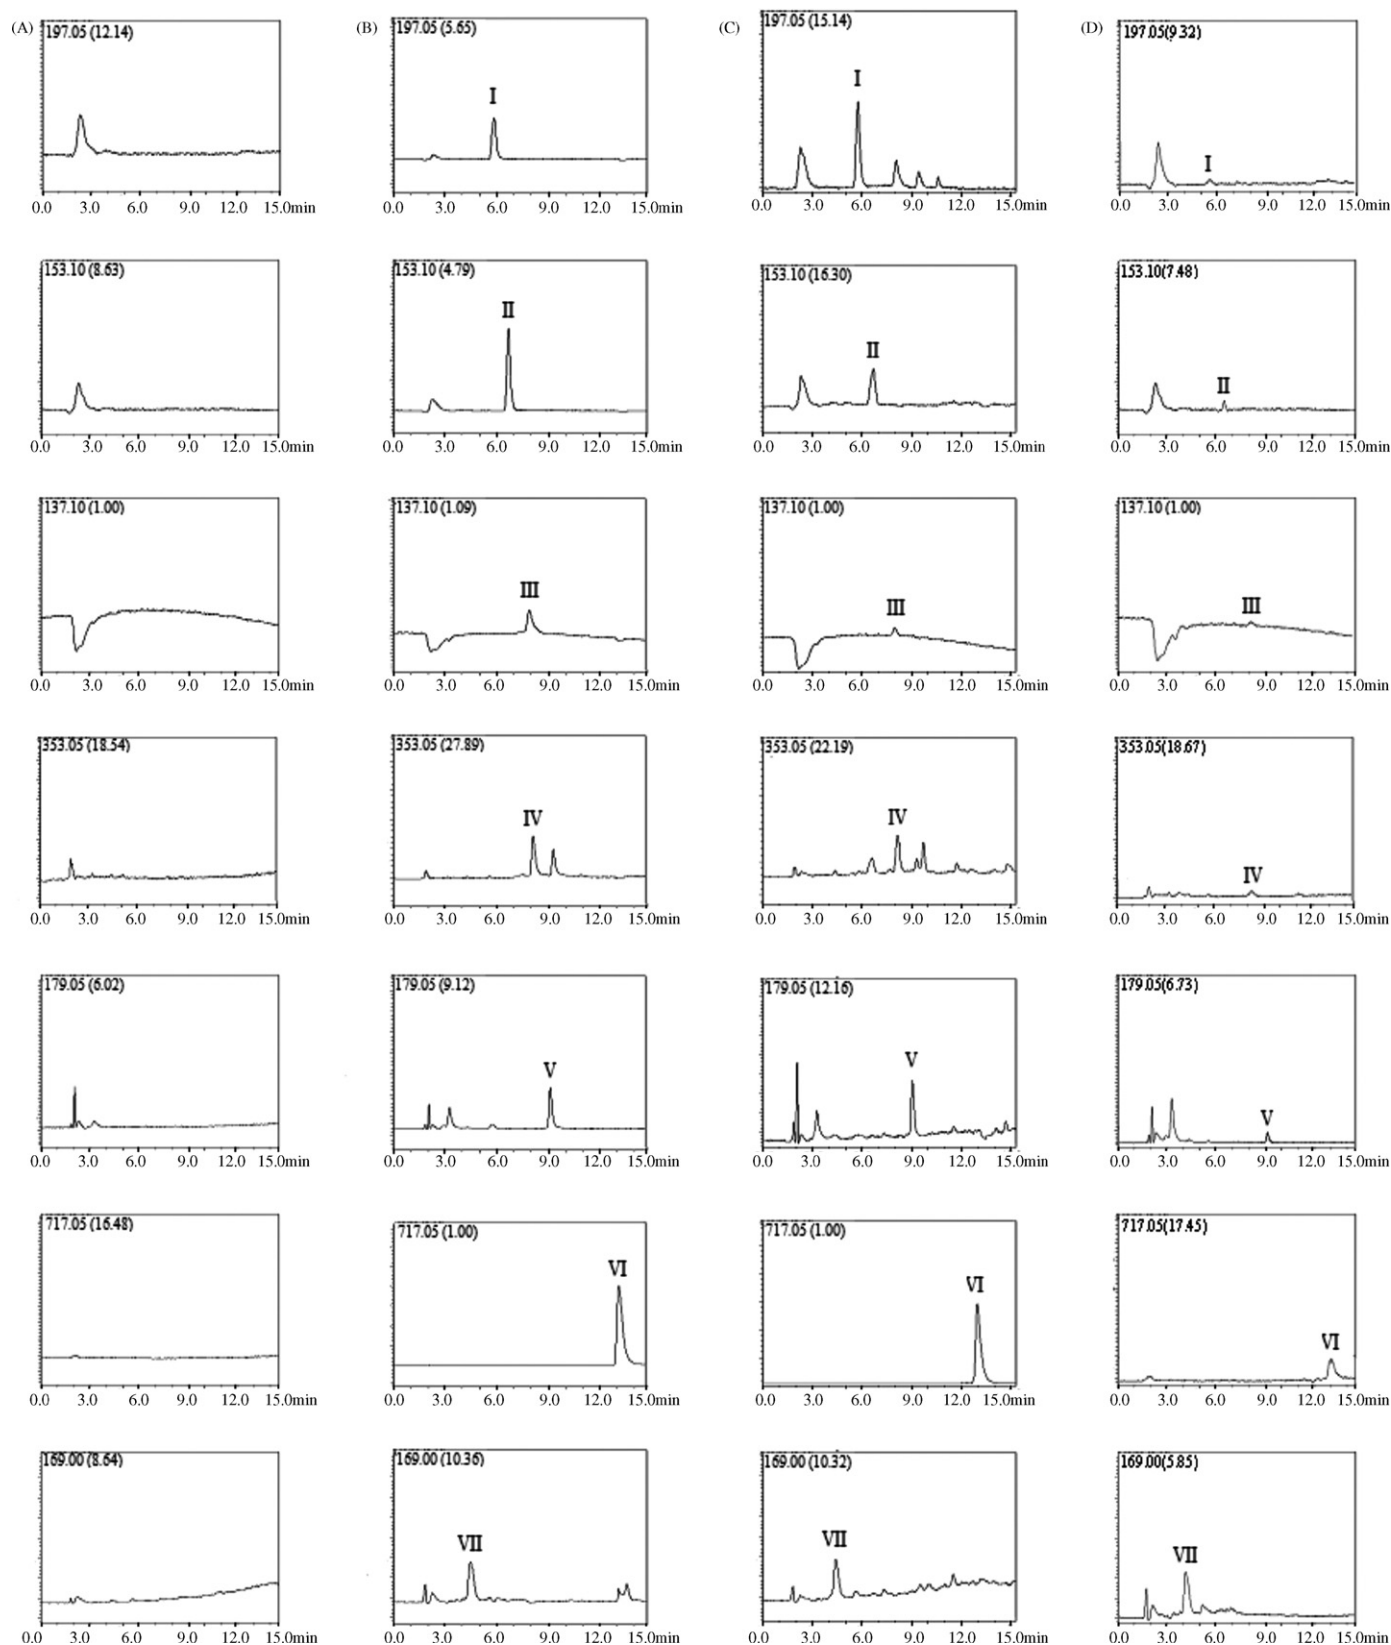 (A) (B) (C) (D)
197.05 (12.14) 197.05 (5.65) 197.05 (15.14) 197.05(9.32)
I I I
0.0 3.0 6.0 9.0 12.0 15.0min 0.0 3.0 6.0 9.0 12.0 15.0min 0.0 3.0 6.0 9.0 12.0 15.0min 0.0 3.0 6.0 9.0 12.0 15.0min
153.10 (8.63) 153.10 (4.79) 153.10 (16.30) 153.10(7.48)
II II II
0.0 3.0 6.0 9.0 12.0 15.0min 0.0 3.0 6.0 9.0 12.0 15.0min 0.0 3.0 6.0 9.0 12.0 15.0min 0.0 3.0 6.0 9.0 12.0 15.0min
137.10 (1.00) 137.10 (1.09) 137.10 (1.00) 137.10 (1.00)
III III III
0.0 3.0 6.0 9.0 12.0 15.0min 0.0 3.0 6.0 9.0 12.0 15.0min 0.0 3.0 6.0 9.0 12.0 15.0min 0.0 3.0 6.0 9.0 12.0 15.0min
353.05 (18.54) 353.05 (27.89) 353.05 (22.19) 353.05(18.67)
IV IV IV
0.0 3.0 6.0 9.0 12.0 15.0min 0.0 3.0 6.0 9.0 12.0 15.0min 0.0 3.0 6.0 9.0 12.0 15.0min 0.0 3.0 6.0 9.0 12.0 15.0min
179.05 (6.02) 179.05 (9.12) 179.05 (12.16) 179.05(6.73)
V V V
0.0 3.0 6.0 9.0 12.0 15.0min 0.0 3.0 6.0 9.0 12.0 15.0min 0.0 3.0 6.0 9.0 12.0 15.0min 0.0 3.0 6.0 9.0 12.0 15.0min
717.05 (16.48) 717.05 (1.00) 717.05 (1.00) 717.05(17.45)
VI VI VI
0.0 3.0 6.0 9.0 12.0 15.0min 0.0 3.0 6.0 9.0 12.0 15.0min 0.0 3.0 6.0 9.0 12.0 15.0min 0.0 3.0 6.0 9.0 12.0 15.0min
169.00 (8.64) 169.00 (10.36) 169.00 (10.32) 169.00(5.85)
VII VII VII
0.0 3.0 6.0 9.0 12.0 15.0min 0.0 3.0 6.0 9.0 12.0 15.0min 0.0 3.0 6.0 9.0 12.0 15.0min 0.0 3.0 6.0 9.0 12.0 15.0min